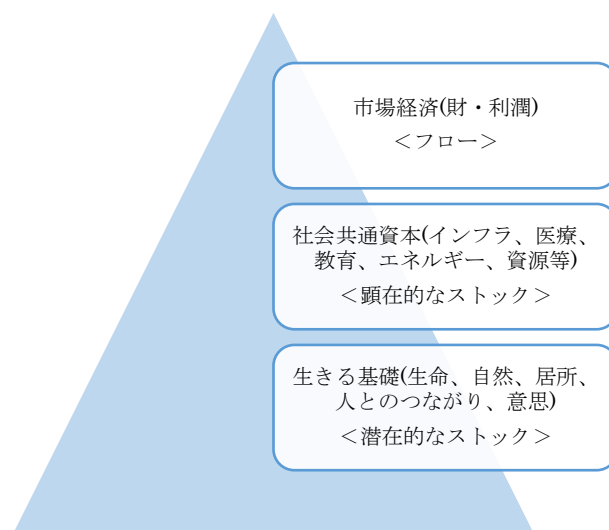 市場経済(財・利潤)
＜フロー＞
社会共通資本(インフラ、医療、
教育、エネルギー、資源等)
＜顕在的なストック＞
生きる基礎(生命、自然、居所、
人とのつながり、意思)
＜潜在的なストック＞